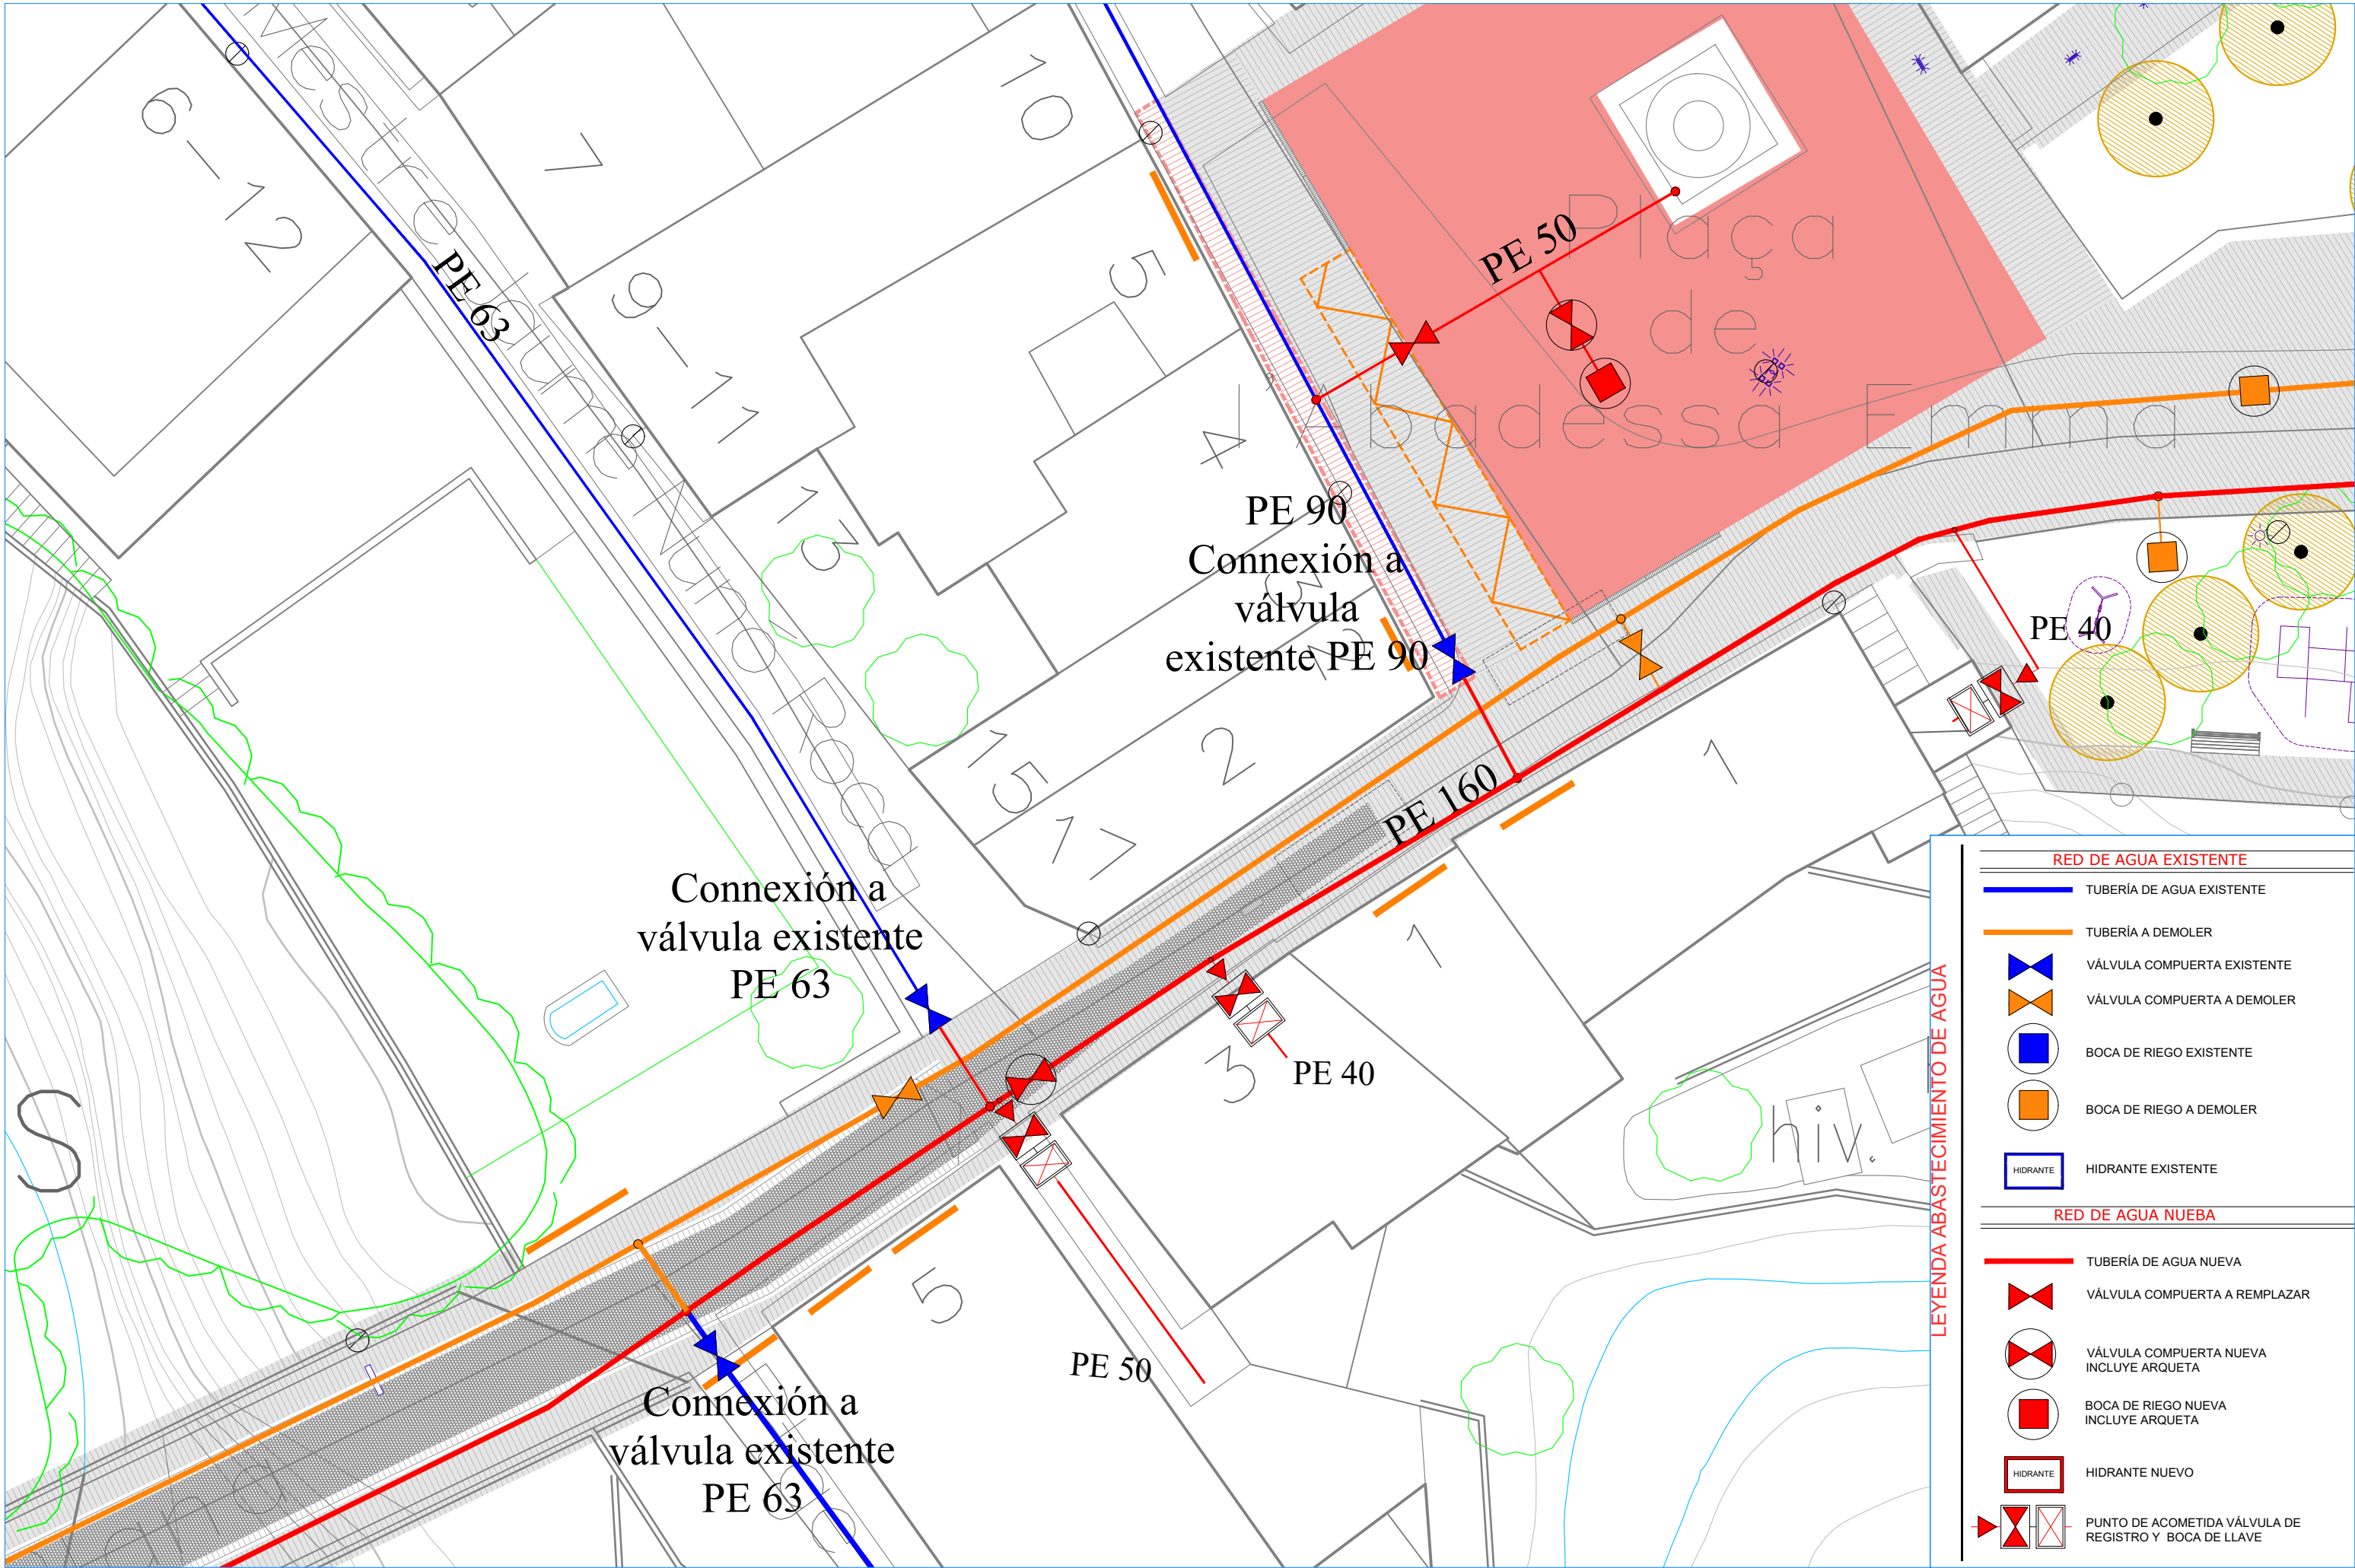 6-12
7
10
9-11
5
4
13
3
2
15
17
2
1
1
3
5
S
hiv.
Mestre
Plaça
de
l'Abadessa Emma
PE 63
PE 50
PE 90
Connexión a
válvula
existente PE 90
PE 40
PE 160
Connexión a
válvula existente
PE 63
PE 40
PE 50
Connexión a
válvula existente
PE 63
LEYENDA ABASTECIMIENTO DE AGUA
RED DE AGUA EXISTENTE
TUBERÍA DE AGUA EXISTENTE
TUBERÍA A DEMOLER
VÁLVULA COMPUERTA EXISTENTE
VÁLVULA COMPUERTA A DEMOLER
BOCA DE RIEGO EXISTENTE
BOCA DE RIEGO A DEMOLER
HIDRANTE
HIDRANTE EXISTENTE
RED DE AGUA NUEBA
TUBERÍA DE AGUA NUEVA
VÁLVULA COMPUERTA A REMPLAZAR
VÁLVULA COMPUERTA NUEVA
INCLUYE ARQUETA
BOCA DE RIEGO NUEVA
INCLUYE ARQUETA
HIDRANTE
HIDRANTE NUEVO
PUNTO DE ACOMETIDA VÁLVULA DE
REGISTRO Y BOCA DE LLAVE